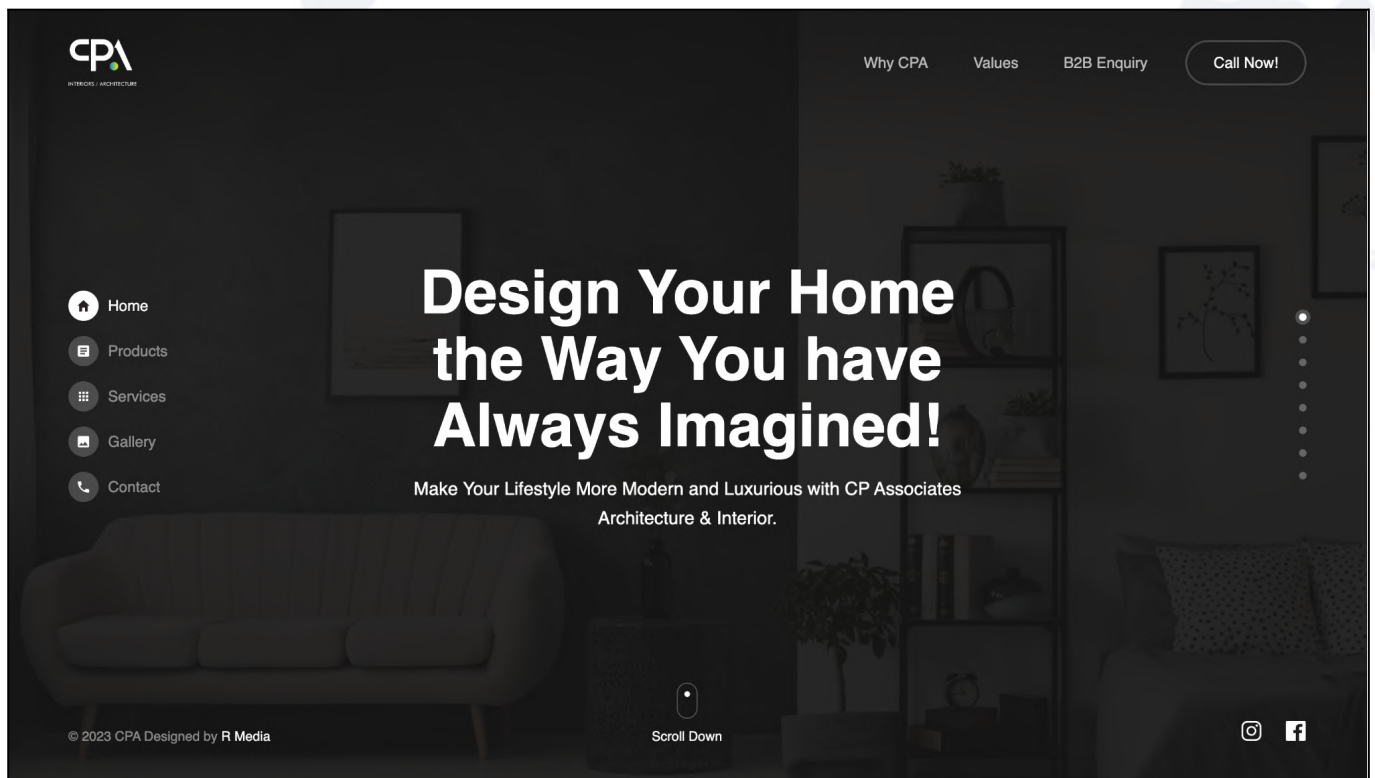 CPA
INTERIORS / ARCHITECTURE
Why CPA
Values
B2B Enquiry
Call Now!
Home
Products
Services
Gallery
Contact
Design Your Home
the Way You have
Always Imagined!
Make Your Lifestyle More Modern and Luxurious with CP Associates
Architecture & Interior.
© 2023 CPA Designed by R Media
Scroll Down